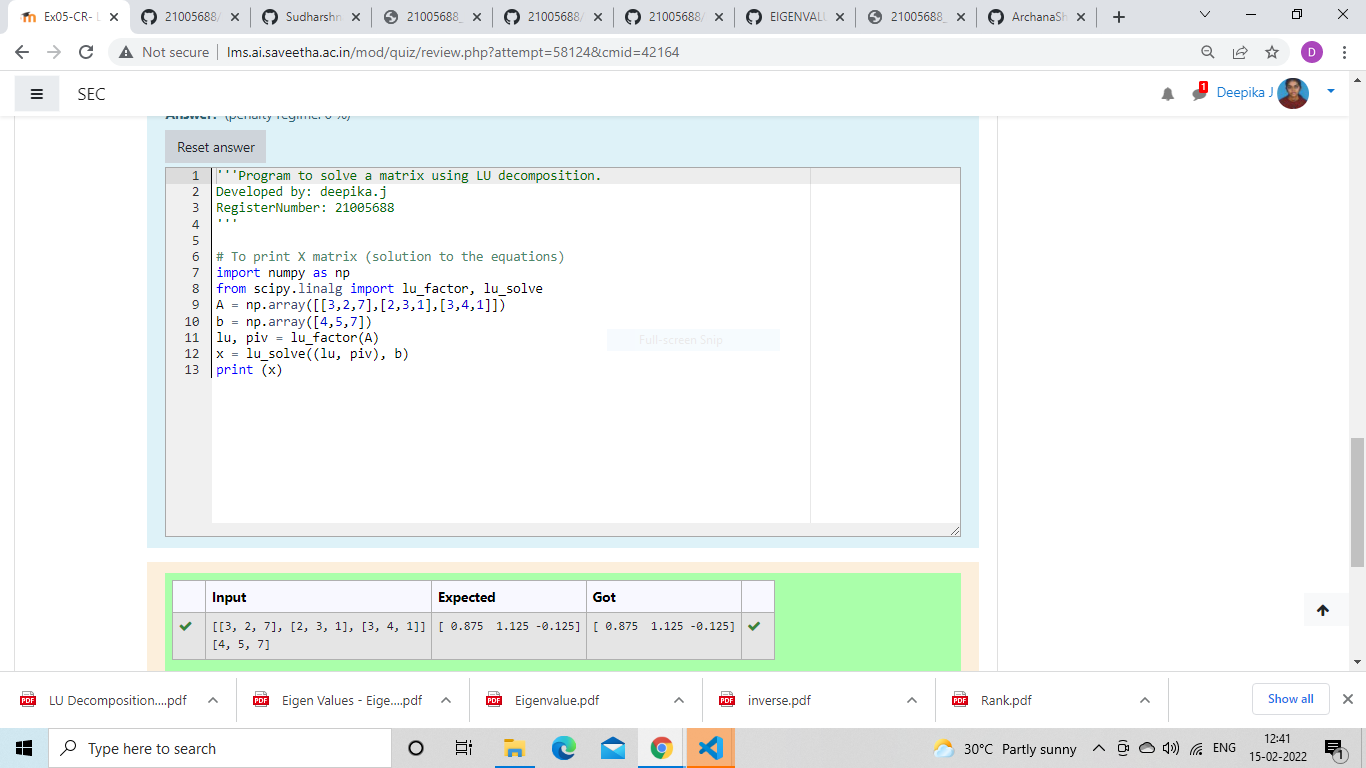 Ex05-CR- L
21005688/
Sudharshn
21005688_
21005688/
21005688/
EIGENVALU
21005688_
ArchanaSh
Not secure
lms.ai.saveetha.ac.in/mod/quiz/review.php?attempt=58124&cmid=42164
D
SEC
1
Deepika J
Answer: (penalty regime: 0 %)
Reset answer
1 '''Program to solve a matrix using LU decomposition.
2 Developed by: deepika.j
3 RegisterNumber: 21005688
4 '''
5
6 # To print X matrix (solution to the equations)
7 import numpy as np
8 from scipy.linalg import lu_factor, lu_solve
9 A = np.array([[3,2,7],[2,3,1],[3,4,1]])
10 b = np.array([4,5,7])
11 lu, piv = lu_factor(A)
12 x = lu_solve((lu, piv), b)
13 print (x)
Full-screen Snip
Input Expected Got
[[3, 2, 7], [2, 3, 1], [3, 4, 1]] [ 0.875  1.125 -0.125] [ 0.875  1.125 -0.125]
[4, 5, 7]
LU Decomposition....pdf
Eigen Values - Eige....pdf
Eigenvalue.pdf
inverse.pdf
Rank.pdf
Show all
Type here to search
30°C Partly sunny
ENG
12:41
15-02-2022
1